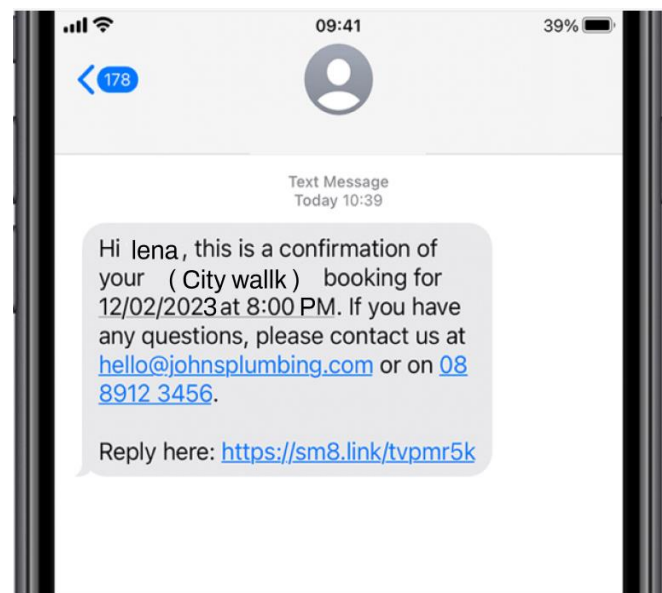 09:41
39%
178
Text Message
Today 10:39
Hi lena, this is a confirmation of
your ( City wallk ) booking for
12/02/2023 at 8:00 PM. If you have
any questions, please contact us at
hello@johnsplumbing.com or on 08
8912 3456.
Reply here: https://sm8.link/tvpmr5k